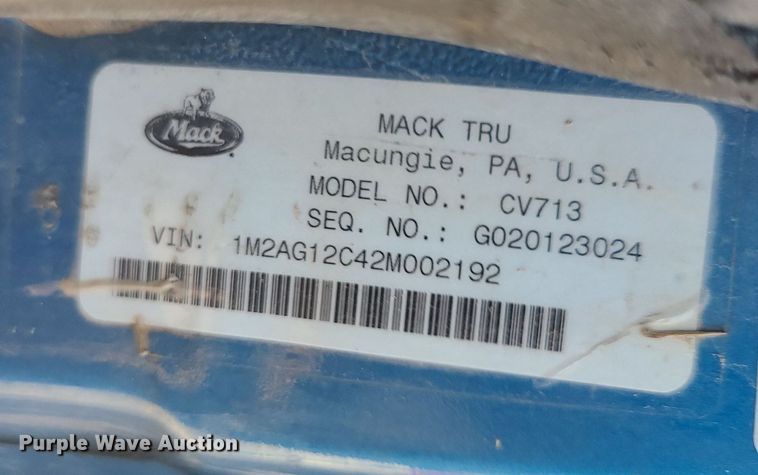 Mack
MACK TRU
Macungie, PA, U.S.A.
MODEL NO.: CV713
SEQ. NO.: G020123024
VIN: 1M2AG12C42M002192
Purple Wave Auction